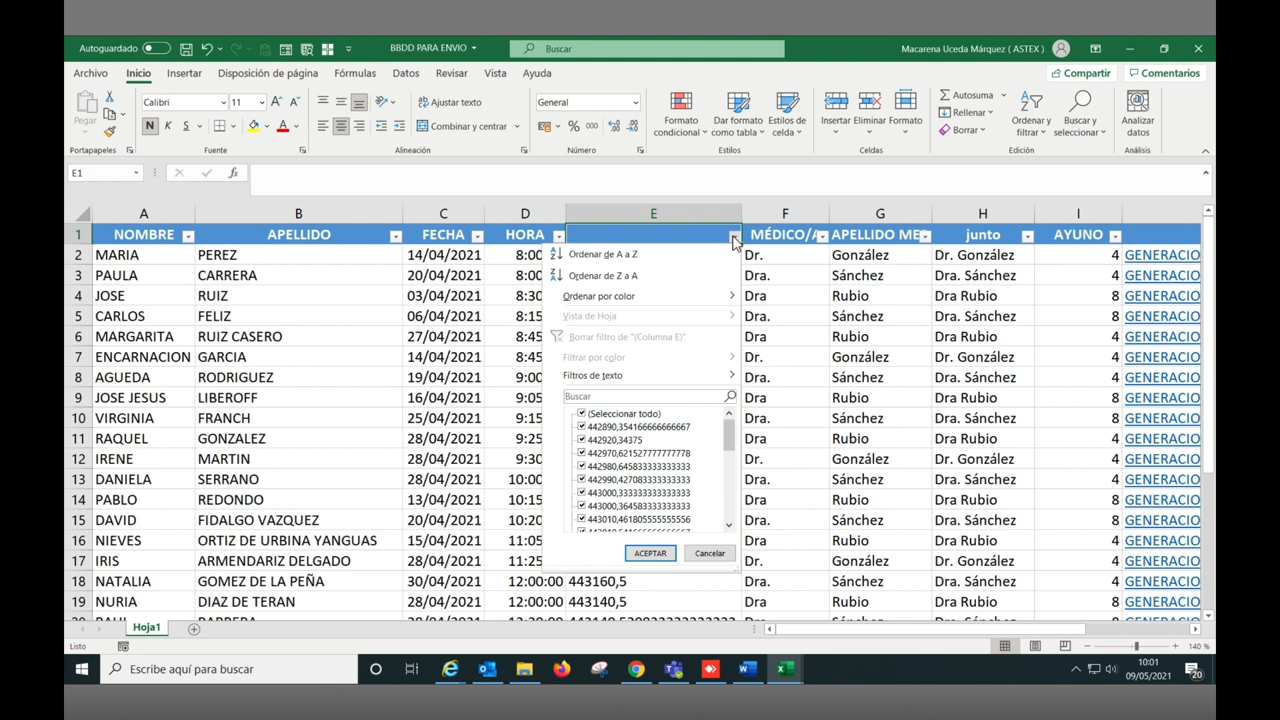 Autoguardado
BBDD PARA ENVIO
Buscar
Macarena Uceda Márquez ( ASTEX )
Archivo Inicio Insertar Disposición de página Fórmulas Datos Revisar Vista Ayuda Compartir Comentarios
Pegar
Calibri 11
N K S
Ajustar texto
Combinar y centrar
General
% 000
Formato condicional
Dar formato como tabla
Estilos de celda
Insertar Eliminar Formato
Autosuma
Rellenar
Borrar
Ordenar y filtrar
Buscar y seleccionar
Analizar datos
Portapapeles Fuente Alineación Número Estilos Celdas Edición Análisis
E1
fx
A B C D E F G H I
1 NOMBRE APELLIDO FECHA HORA MÉDICO/A APELLIDO ME junto AYUNO
2 MARIA PEREZ 14/04/2021 8:00 Dr. González Dr. González 4 GENERACIO
3 PAULA CARRERA 28/04/2021 8:00 Dra. Sánchez Dra. Sánchez 4 GENERACIO
4 JOSE RUIZ 03/04/2021 8:30 Dra Rubio Dra Rubio 8 GENERACIO
5 CARLOS FELIZ 06/04/2021 8:15 Dra. Sánchez Dra. Sánchez 8 GENERACIO
6 MARGARITA RUIZ CASERO 27/04/2021 8:45 Dra Rubio Dra Rubio 4 GENERACIO
7 ENCARNACION GARCIA 14/04/2021 8:45 Dr. González Dr. González 4 GENERACIO
8 AGUEDA RODRIGUEZ 19/04/2021 9:00 Dra. Sánchez Dra. Sánchez 4 GENERACIO
9 JOSE JESUS LIBEROFF 16/04/2021 9:05 Dra Rubio Dra Rubio 8 GENERACIO
10 VIRGINIA FRANCH 25/04/2021 9:15 Dra. Sánchez Dra. Sánchez 4 GENERACIO
11 RAQUEL GONZALEZ 28/04/2021 9:25 Dra Rubio Dra Rubio 4 GENERACIO
12 IRENE MARTIN 28/04/2021 9:30 Dr. González Dr. González 4 GENERACIO
13 DANIELA SERRANO 28/04/2021 10:00 Dra. Sánchez Dra. Sánchez 4 GENERACIO
14 PABLO REDONDO 13/04/2021 10:15 Dra Rubio Dra Rubio 4 GENERACIO
15 DAVID FIDALGO VAZQUEZ 20/04/2021 10:20 Dra. Sánchez Dra. Sánchez 4 GENERACIO
16 NIEVES ORTIZ DE URBINA YANGUAS 15/04/2021 11:05 Dra Rubio Dra Rubio 4 GENERACIO
17 IRIS ARMENDARIZ DELGADO 28/04/2021 11:25 Dr. González Dr. González 4 GENERACIO
18 NATALIA GOMEZ DE LA PEÑA 30/04/2021 12:00:00 443160,5 Dra. Sánchez Dra. Sánchez 4 GENERACIO
19 NURIA DIAZ DE TERAN 28/04/2021 12:00:00 443140,5 Dra Rubio Dra Rubio 8 GENERACIO
Ordenar de A a Z
Ordenar de Z a A
Ordenar por color
Vista de Hoja
Borrar filtro de "(Columna E)"
Filtrar por color
Filtros de texto
Buscar
(Seleccionar todo)
442890,354166666666667
442920,34375
442970,621527777777778
442980,645833333333333
442990,427083333333333
443000,333333333333333
443000,364583333333333
443010,461805555555556
ACEPTAR Cancelar
Hoja1
Listo
140 %
Escribe aquí para buscar
10:01
09/05/2021
20